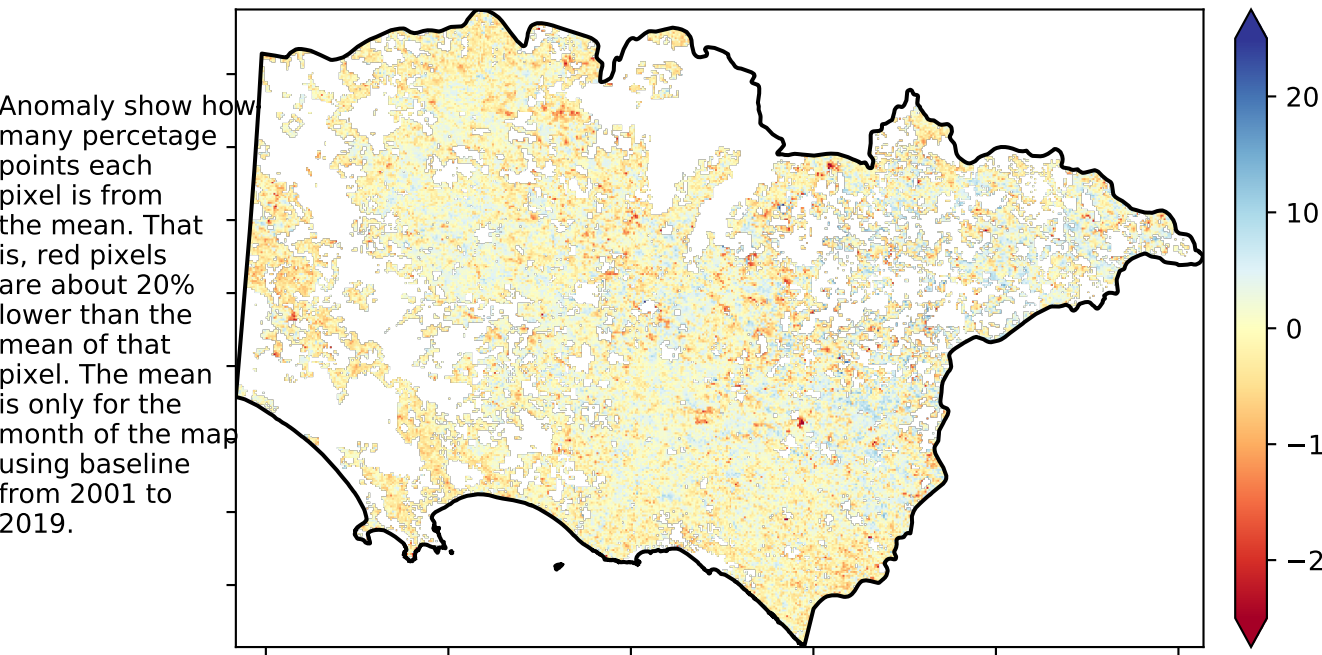 Anomaly show how
many percetage
points each
pixel is from
the mean. That
is, red pixels
are about 20%
lower than the
mean of that
pixel. The mean
is only for the
month of the map
using baseline
from 2001 to
2019.
20
10
0
−1
−2